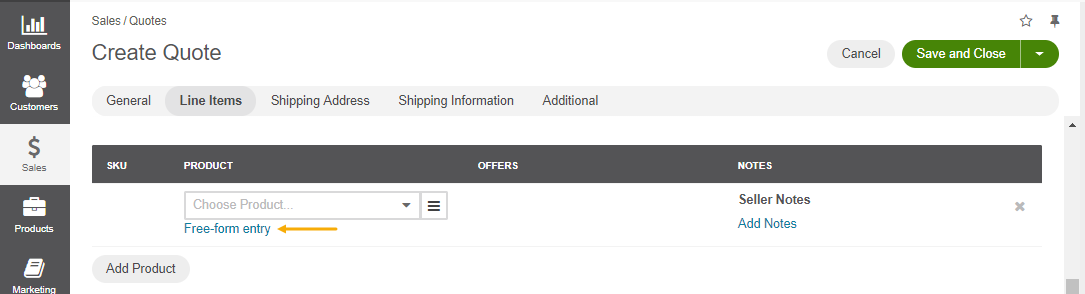 Dashboards
Customers
$
Sales
Products
Marketing
Sales / Quotes
Create Quote
Cancel
Save and Close
General
Line Items
Shipping Address
Shipping Information
Additional
SKU PRODUCT OFFERS NOTES
Choose Product...
Free-form entry
Seller Notes
Add Notes
Add Product